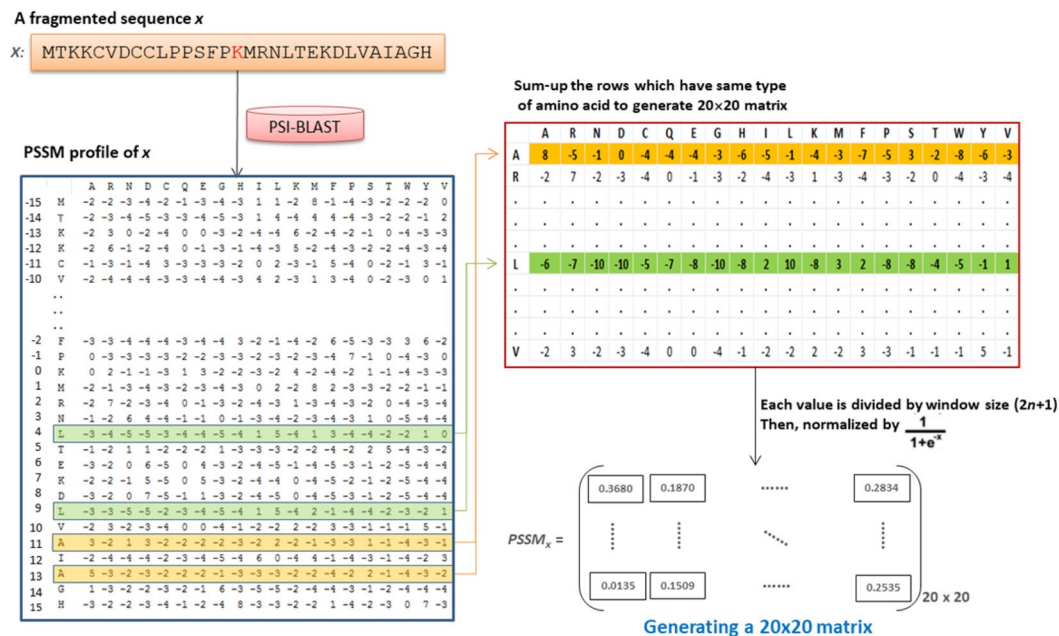 A fragmented sequence x
X: MTKKCVDCCLPPSFPKMRNLTEKDLVAIAGH
PSI-BLAST
PSSM profile of x
A R N D C Q E G H I L K M F P S T W Y V
-15 M -2 -2 -3 -4 -2 -1 -3 -4 -3 1 1 -2 8 -1 -4 -3 -2 -2 -2 0
-14 T -2 -3 -4 -5 -3 -3 -4 -5 -3 1 4 -4 4 4 -4 -3 -2 -2 -1 2
-13 K -2 3 0 -2 -4 0 0 -3 -2 -4 -4 6 -2 -4 -2 -1 0 -4 -3 -3
-12 K -2 6 -1 -2 -4 0 -1 -3 -1 -4 -3 5 -2 -4 -3 -2 -2 -4 -3 -4
-11 C -1 -3 -1 -4 3 -3 -3 -3 -2 0 2 -3 -1 5 -4 0 -2 -1 3 -1
-10 V -2 -4 -4 -4 -3 -3 -4 -4 -3 4 2 -3 1 3 -4 0 -2 -3 0 1
..
..
..
-2 F -3 -3 -4 -4 -4 -3 -4 -4 3 -2 -1 -4 -2 6 -5 -3 -3 3 6 -2
-1 P 0 -3 -3 -3 -3 -2 -2 -3 -3 -2 -3 -2 -3 -4 7 -1 0 -4 -3 0
0 K 0 2 -1 -1 -3 1 3 -2 -2 -3 -2 4 -2 -4 -2 1 -1 -4 -3 -3
1 M -2 -1 -3 -4 -3 -2 -3 -4 -3 0 2 -2 8 2 -3 -3 -2 -2 -1 -1
2 R -2 7 -2 -3 -4 0 -1 -3 -2 -4 -3 1 -3 -4 -3 -2 0 -4 -3 -4
3 N -1 -2 6 4 -4 -1 -1 0 -1 -3 -4 -2 -3 -4 -3 1 0 -5 -4 -4
4 L -3 -4 -5 -5 -3 -4 -4 -5 -4 1 5 -4 1 3 -4 -4 -2 -2 1 0
5 T -1 -2 1 1 -2 -2 -2 1 -3 -3 -3 -2 -2 -4 -2 2 5 -4 -3 -2
6 E -3 -2 0 6 -5 0 4 -3 -2 -4 -5 -1 -4 -5 -3 -1 -2 -5 -4 -4
7 K -2 -2 -1 5 -5 0 5 -3 -2 -4 -4 0 -4 -5 -2 -1 -2 -5 -4 -4
8 D -3 -2 0 7 -5 -1 1 -3 -2 -4 -5 0 -4 -5 -3 -2 -2 -5 -4 -4
9 L -3 -3 -5 -5 -2 -3 -4 -5 -4 1 5 -4 2 -1 -4 -4 -2 -3 -2 1
10 V -2 3 -2 -3 -4 0 0 -4 -1 -2 -2 2 -2 3 -3 -1 -1 -1 5 -1
11 A 3 -2 1 3 -2 -2 -2 -2 -3 -2 2 -2 -1 -3 -3 1 -1 -4 -3 -1
12 I -2 -4 -4 -4 -2 -3 -4 -5 -4 6 0 -4 4 -1 -4 -3 -1 -4 -2 3
13 A 5 -3 -2 -3 -2 -2 -2 -1 -3 -3 -3 -2 -2 -4 -2 2 -1 -4 -3 -2
14 G 1 -3 -2 -2 -3 -2 -1 6 -3 -5 -5 -2 -4 -4 -3 -1 -2 -4 -4 -4
15 H -3 -2 -2 -3 -4 -1 -2 -4 8 -3 -3 -2 -2 1 -4 -2 -3 0 7 -3
Sum-up the rows which have same type
of amino acid to generate 20×20 matrix
A R N D C Q E G H I L K M F P S T W Y V
A 8 -5 -1 0 -4 -4 -4 -3 -6 -5 -1 -4 -3 -7 -5 3 -2 -8 -6 -3
R -2 7 -2 -3 -4 0 -1 -3 -2 -4 -3 1 -3 -4 -3 -2 0 -4 -3 -4
. . . . . . . . . . . . . . . . . . . . .
. . . . . . . . . . . . . . . . . . . . .
. . . . . . . . . . . . . . . . . . . . .
L -6 -7 -10 -10 -5 -7 -8 -10 -8 2 10 -8 3 2 -8 -8 -4 -5 -1 1
. . . . . . . . . . . . . . . . . . . . .
. . . . . . . . . . . . . . . . . . . . .
. . . . . . . . . . . . . . . . . . . . .
V -2 3 -2 -3 -4 0 0 -4 -1 -2 -2 2 -2 3 -3 -1 -1 -1 5 -1
Each value is divided by window size (2n+1)
Then, normalized by 1/(1+e^-x)
0.3680 0.1870 ...... 0.2834
PSSMx =
0.0135 0.1509 ...... 0.2535
20 x 20
Generating a 20x20 matrix